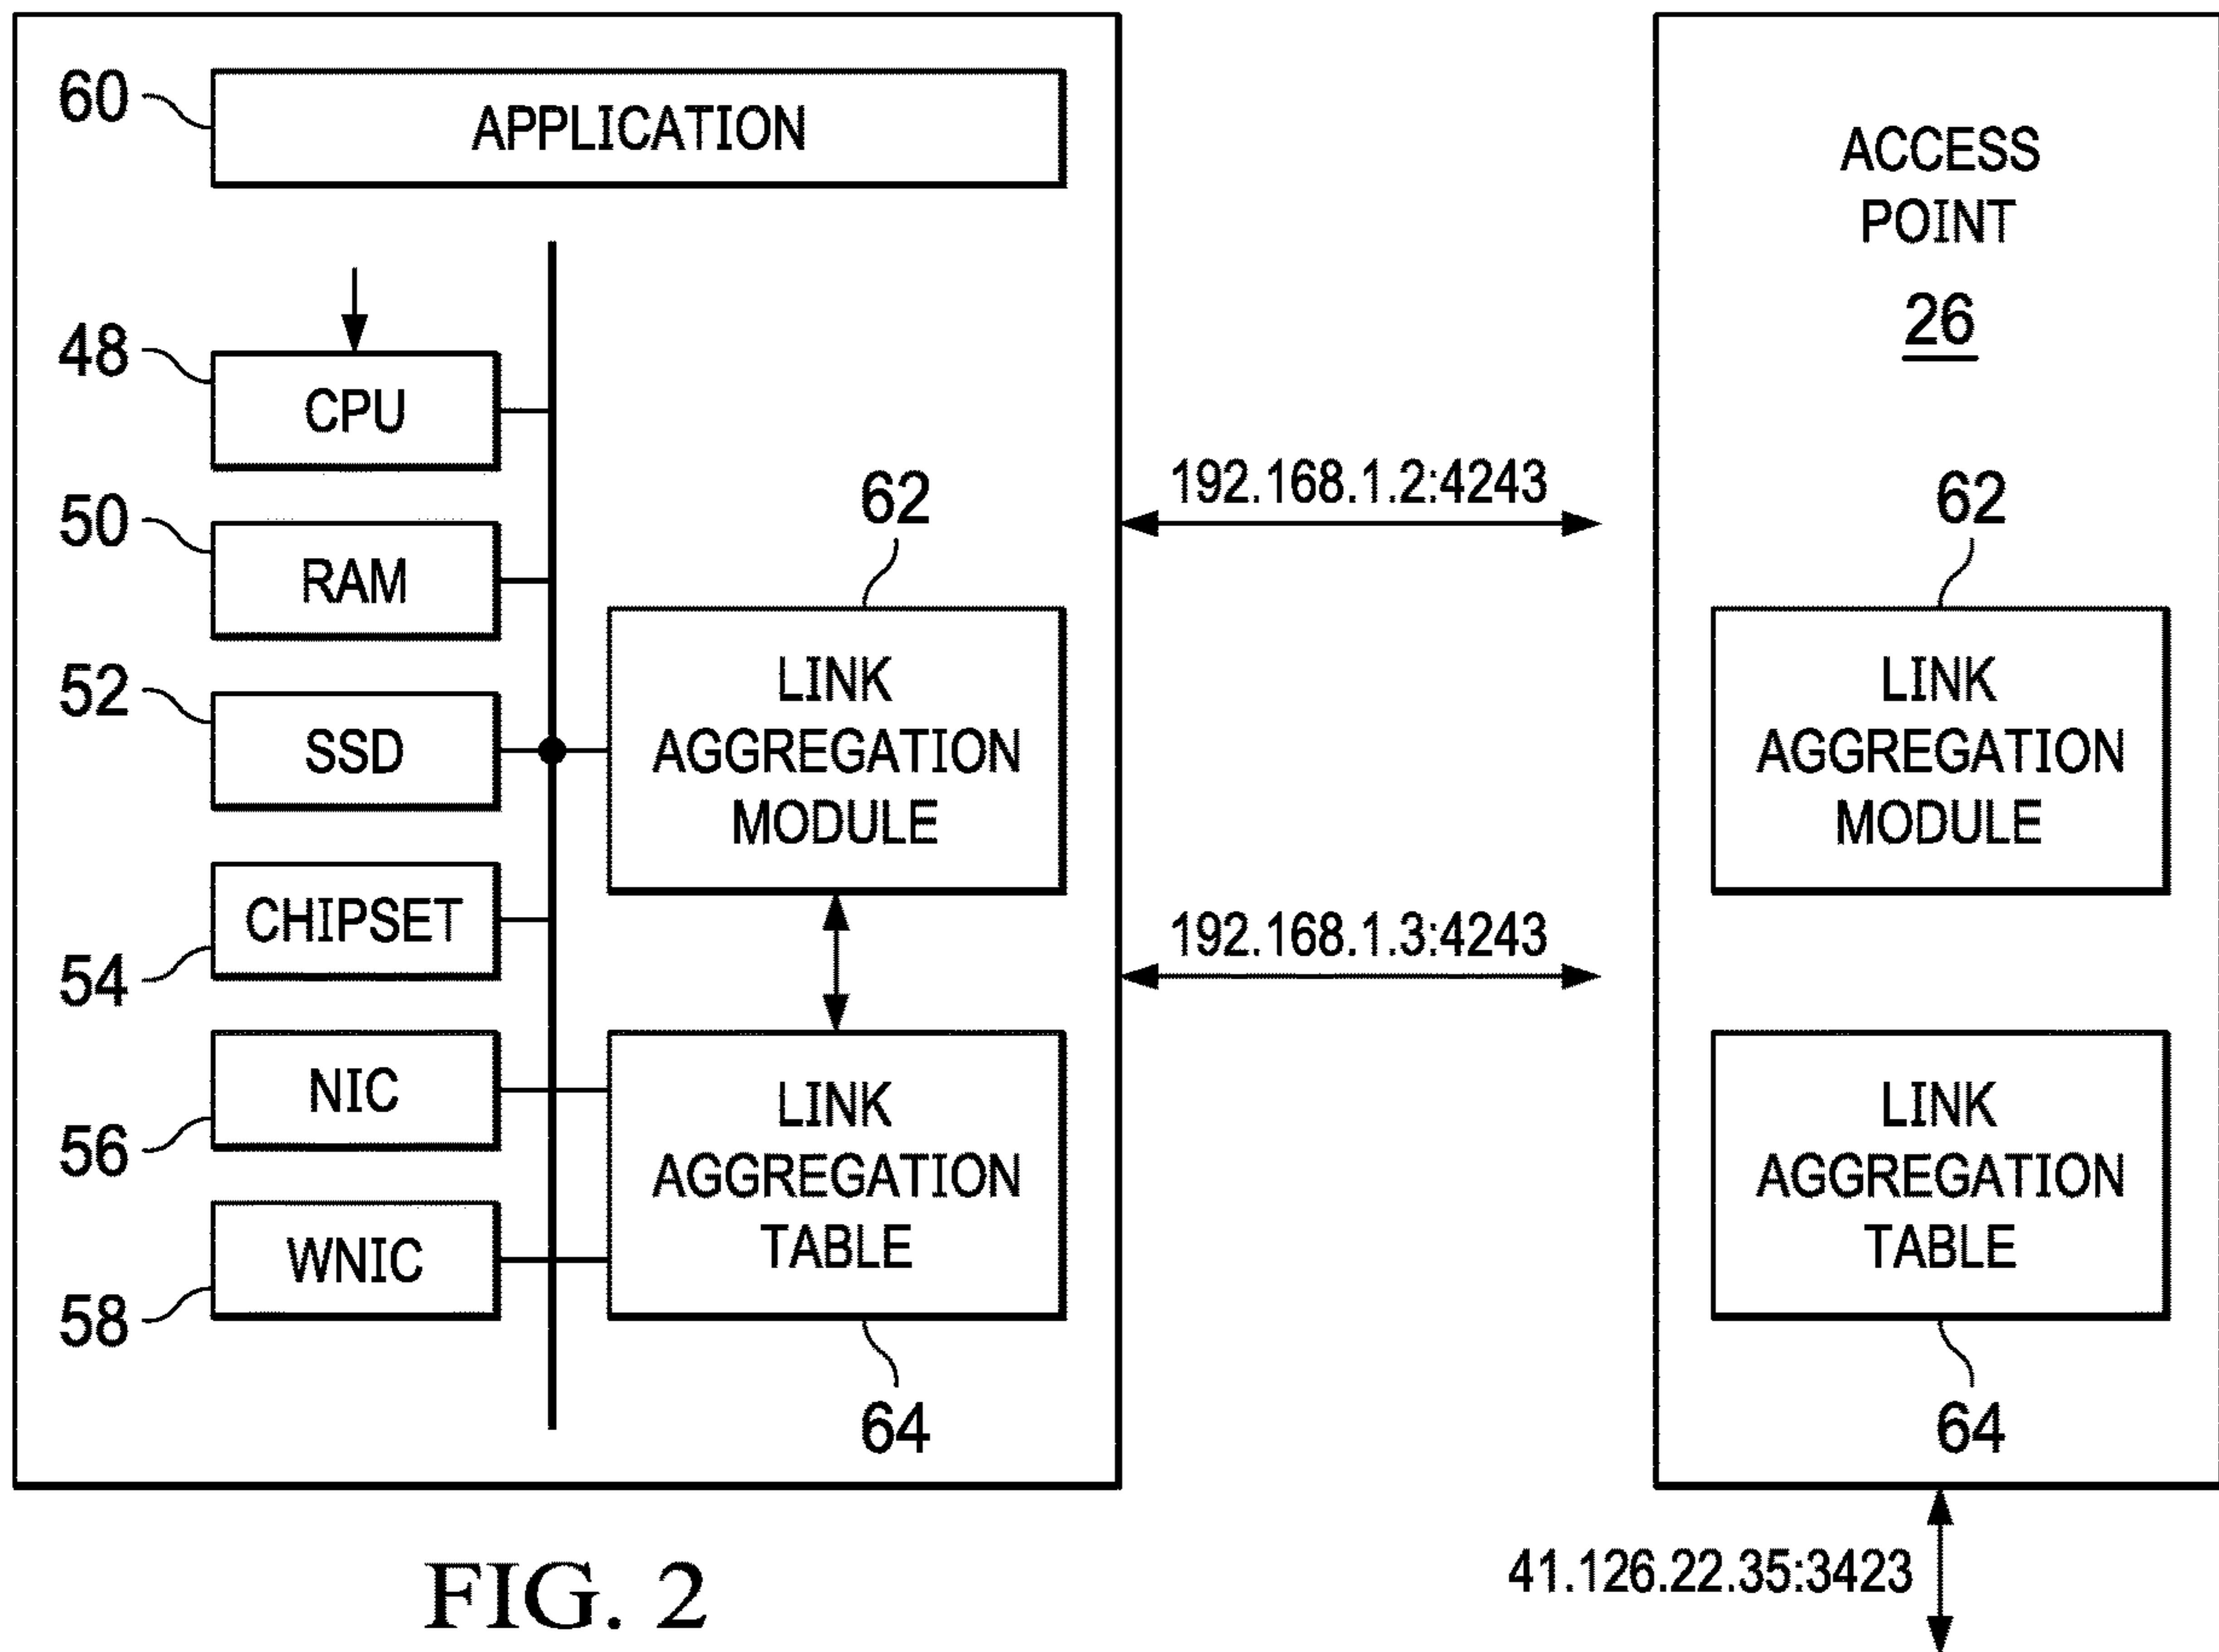 60
APPLICATION
48
CPU
50
RAM
52
SSD
CHIPSET
54
NIC
56
WNIC
58
62
LINK
AGGREGATION
MODULE
LINK
AGGREGATION
TABLE
64
192.168.1.2:4243
192.168.1.3:4243
ACCESS
POINT
26
62
LINK
AGGREGATION
MODULE
LINK
AGGREGATION
TABLE
64
41.126.22.35:3423
FIG. 2